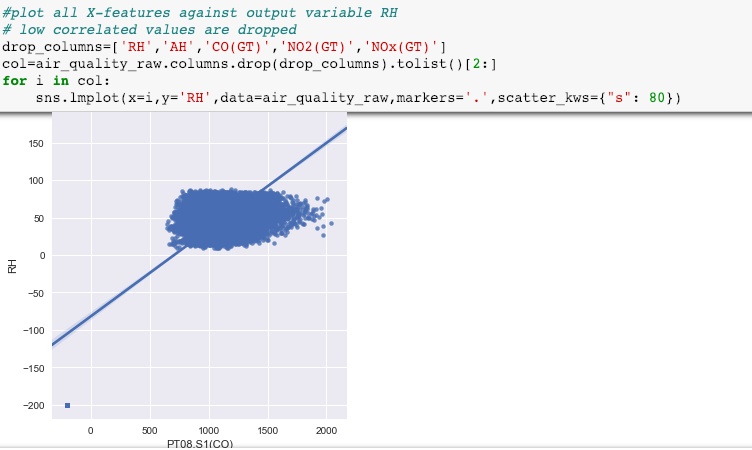 #plot all X-features against output variable RH
# low correlated values are dropped
drop_columns=['RH','AH','CO(GT)','NO2(GT)','NOx(GT)']
col=air_quality_raw.columns.drop(drop_columns).tolist()[2:]
for i in col:
    sns.lmplot(x=i,y='RH',data=air_quality_raw,markers='.',scatter_kws={"s": 80})
150
100
50
0
−50
−100
−150
−200
RH
0 500 1000 1500 2000
PT08.S1(CO)